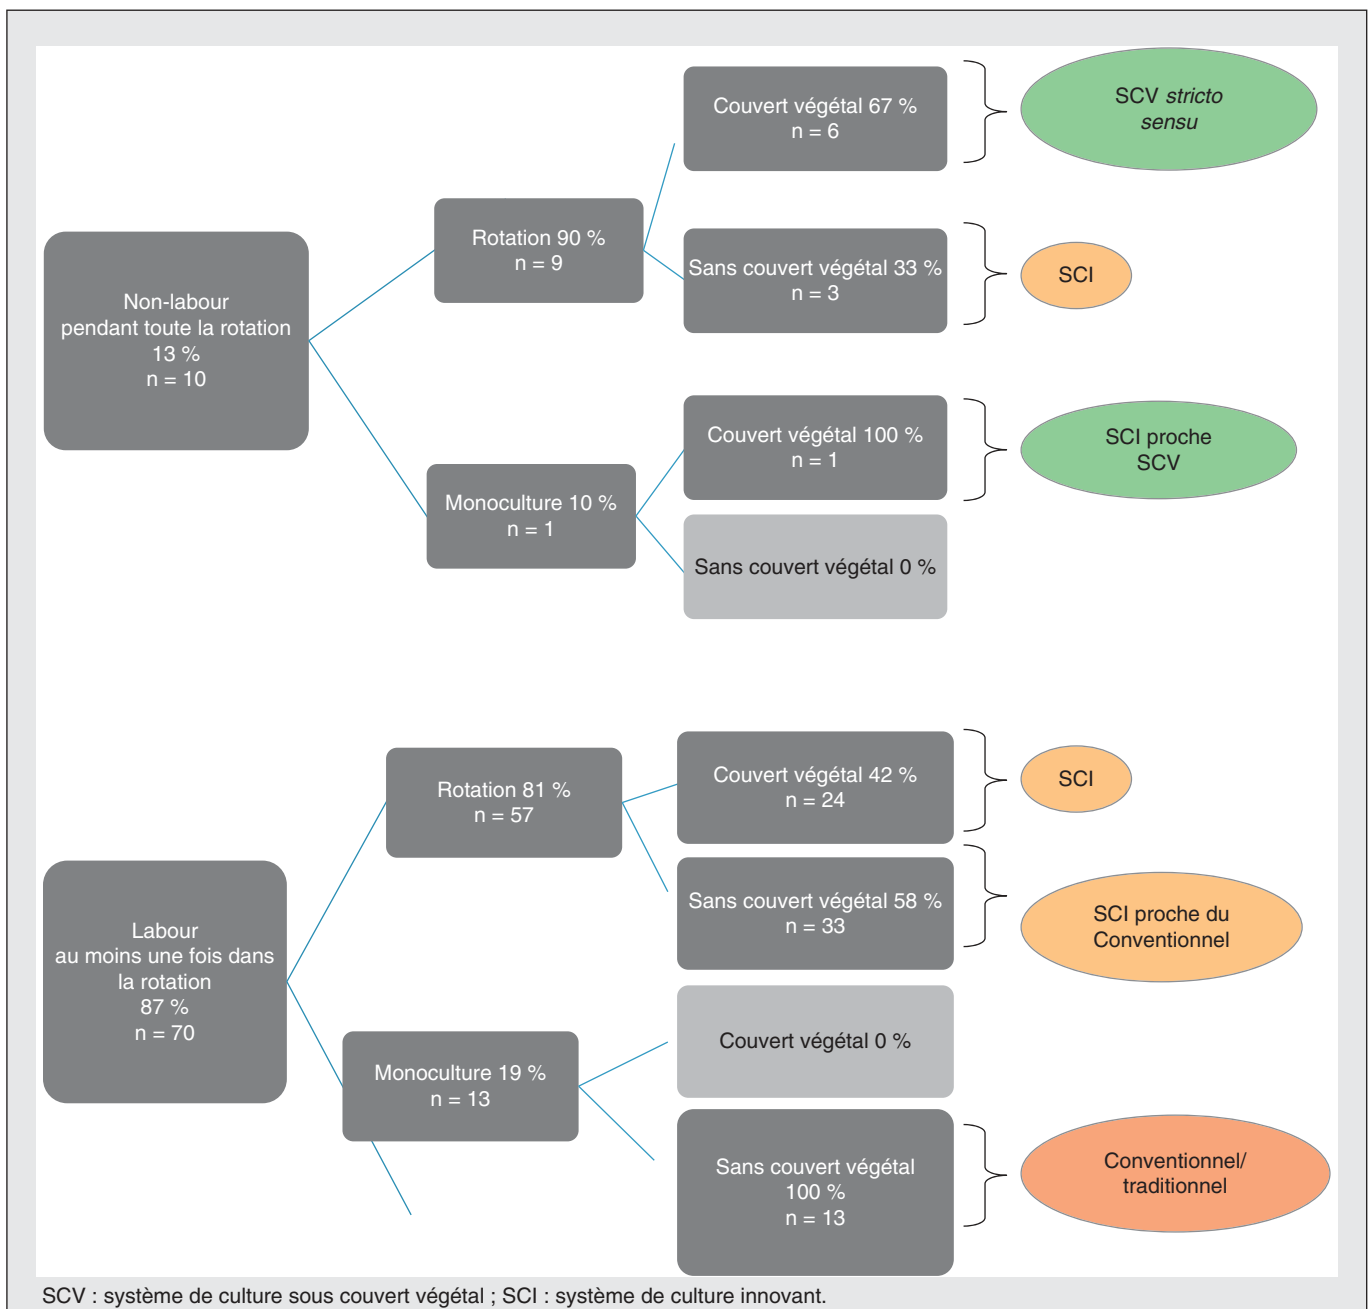 Non-labour
pendant toute la rotation
13 %
n = 10
Rotation 90 %
n = 9
Couvert végétal 67 %
n = 6
SCV stricto
sensu
Sans couvert végétal 33 %
n = 3
SCI
Monoculture 10 %
n = 1
Couvert végétal 100 %
n = 1
SCI proche
SCV
Sans couvert végétal 0 %
Labour
au moins une fois dans
la rotation
87 %
n = 70
Rotation 81 %
n = 57
Couvert végétal 42 %
n = 24
SCI
Sans couvert végétal 58 %
n = 33
SCI proche du
Conventionnel
Monoculture 19 %
n = 13
Couvert végétal 0 %
Sans couvert végétal
100 %
n = 13
Conventionnel/
traditionnel
SCV : système de culture sous couvert végétal ; SCI : système de culture innovant.